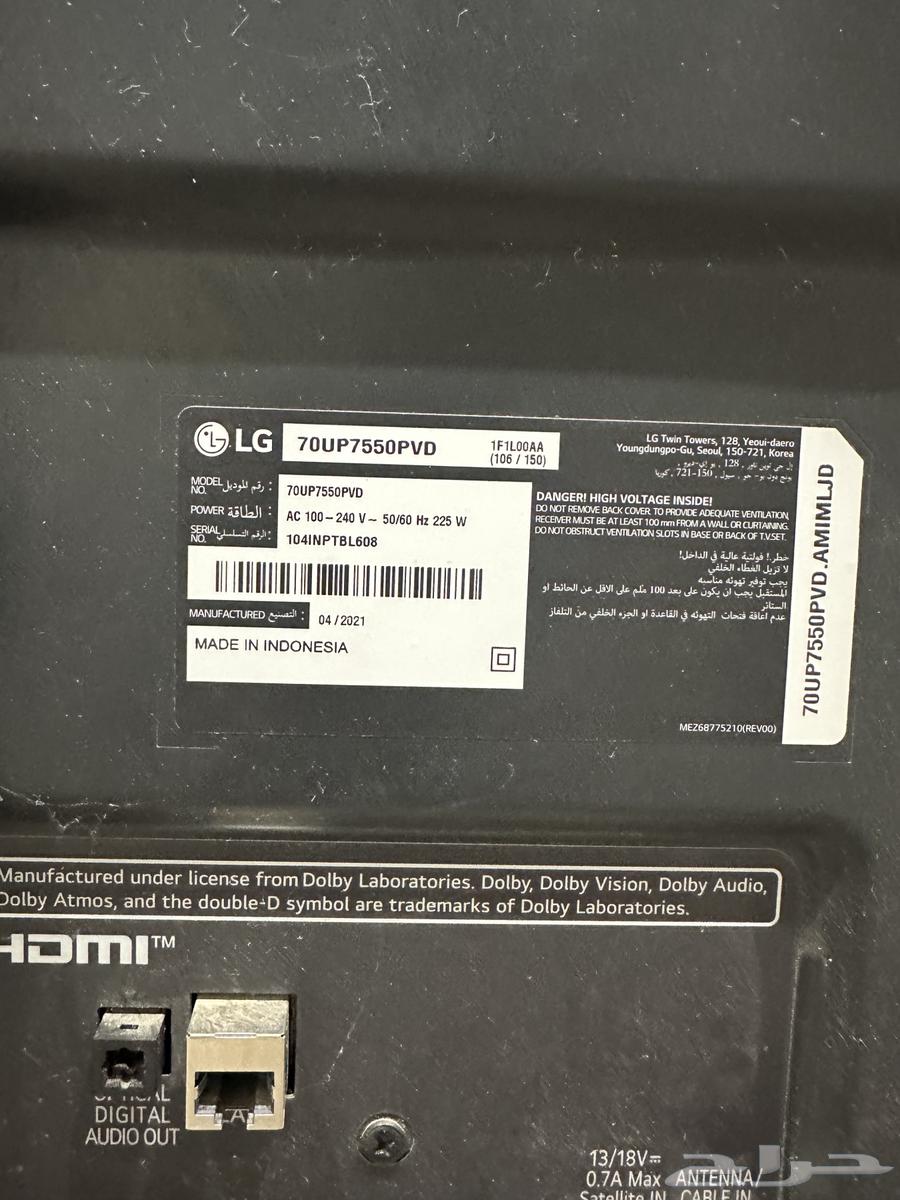 LG
70UP7550PVD
1F1L00AA
(106 / 150)
MODEL NO. رقم الموديل :
70UP7550PVD
POWER الطاقة :
AC 100-240 V ~ 50/60 Hz 225 W
SERIAL NO. الرقم التسلسلي :
104INPTBL608
MANUFACTURED التصنيع :
04 / 2021
MADE IN INDONESIA
LG Twin Towers, 128, Yeoui-daero
Youngdungpo-Gu, Seoul, 150-721, Korea
DANGER! HIGH VOLTAGE INSIDE!
DO NOT REMOVE BACK COVER. TO PROVIDE ADEQUATE VENTILATION,
RECEIVER MUST BE AT LEAST 100 mm FROM A WALL OR CURTAINING.
DO NOT OBSTRUCT VENTILATION SLOTS IN BASE OR BACK OF T.V.SET.
خطر! فولتية عالية في الداخل!
لا تزيل الغطاء الخلفي
يجب توفير تهوئه مناسبه
المستقبل يجب ان يكون على بعد 100 ملم على الاقل عن الحائط او
الستائر
عدم اعاقة فتحات التهوئه في القاعدة او الجزء الخلفي من التلفاز
MEZ68775210(REV00)
70UP7550PVD.AMIMLJD
Manufactured under license from Dolby Laboratories. Dolby, Dolby Vision, Dolby Audio,
Dolby Atmos, and the double-D symbol are trademarks of Dolby Laboratories.
HDMI™
OPTICAL
DIGITAL
AUDIO OUT
LAN
13/18V⎓
0.7A Max
Satellite IN
ANTENNA/
CABLE IN
حراج